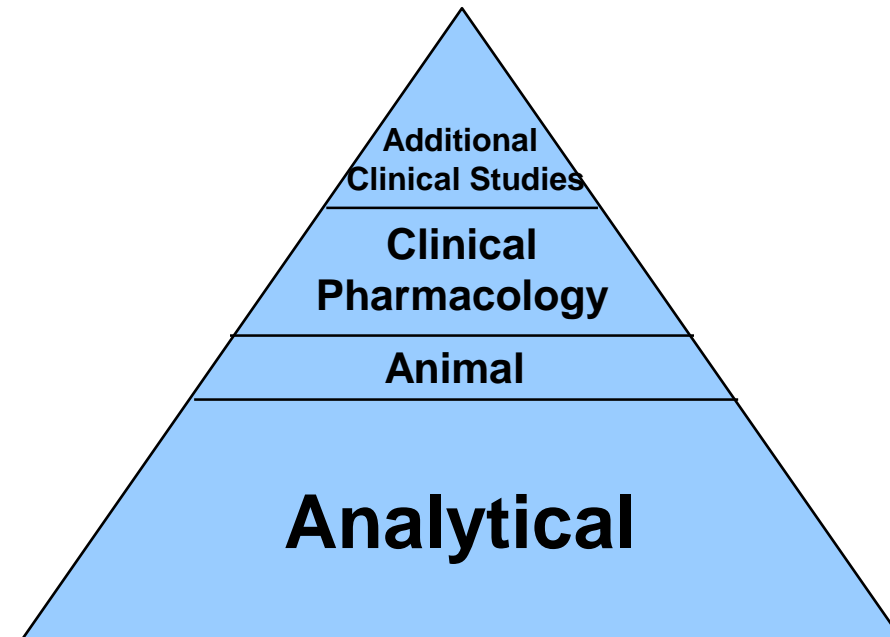 Additional
Clinical Studies
Clinical
Pharmacology
Animal
Analytical